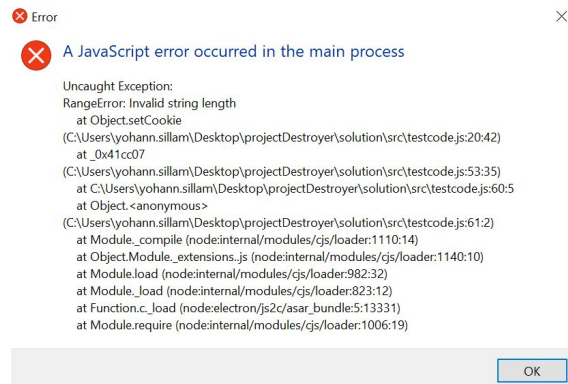 Error
A JavaScript error occurred in the main process
Uncaught Exception:
RangeError: Invalid string length
at Object.setCookie
(C:\Users\yohann.sillam\Desktop\projectDestroyer\solution\src\testcode.js:20:42)
at _0x41cc07
(C:\Users\yohann.sillam\Desktop\projectDestroyer\solution\src\testcode.js:53:35)
at C:\Users\yohann.sillam\Desktop\projectDestroyer\solution\src\testcode.js:60:5
at Object.<anonymous>
(C:\Users\yohann.sillam\Desktop\projectDestroyer\solution\src\testcode.js:61:2)
at Module._compile (node:internal/modules/cjs/loader:1110:14)
at Object.Module._extensions..js (node:internal/modules/cjs/loader:1140:10)
at Module.load (node:internal/modules/cjs/loader:982:32)
at Module._load (node:internal/modules/cjs/loader:823:12)
at Function.c._load (node:electron/js2c/asar_bundle:5:13331)
at Module.require (node:internal/modules/cjs/loader:1006:19)
OK